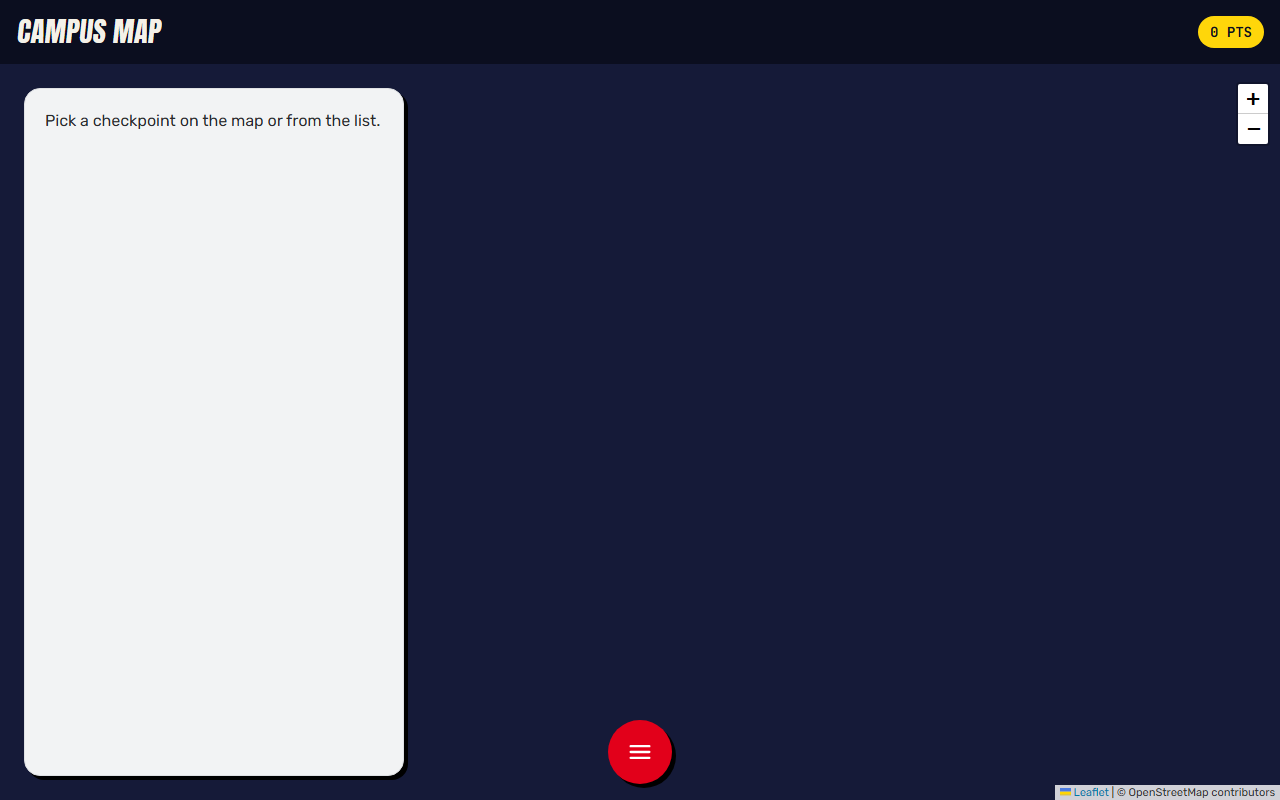 CAMPUS MAP
0 PTS
Pick a checkpoint on the map or from the list.
+
−
Leaflet | © OpenStreetMap contributors